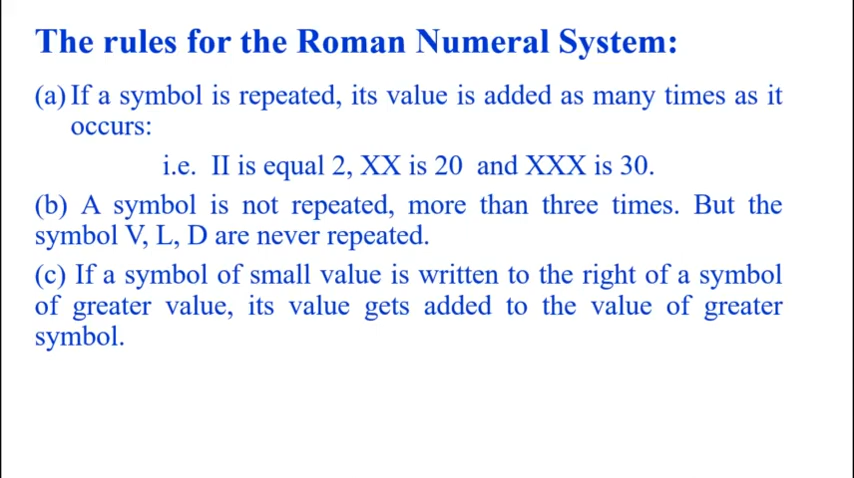 The rules for the Roman Numeral System:
(a) If a symbol is repeated, its value is added as many times as it
occurs:
i.e. II is equal 2, XX is 20 and XXX is 30.
(b) A symbol is not repeated, more than three times. But the
symbol V, L, D are never repeated.
(c) If a symbol of small value is written to the right of a symbol
of greater value, its value gets added to the value of greater
symbol.